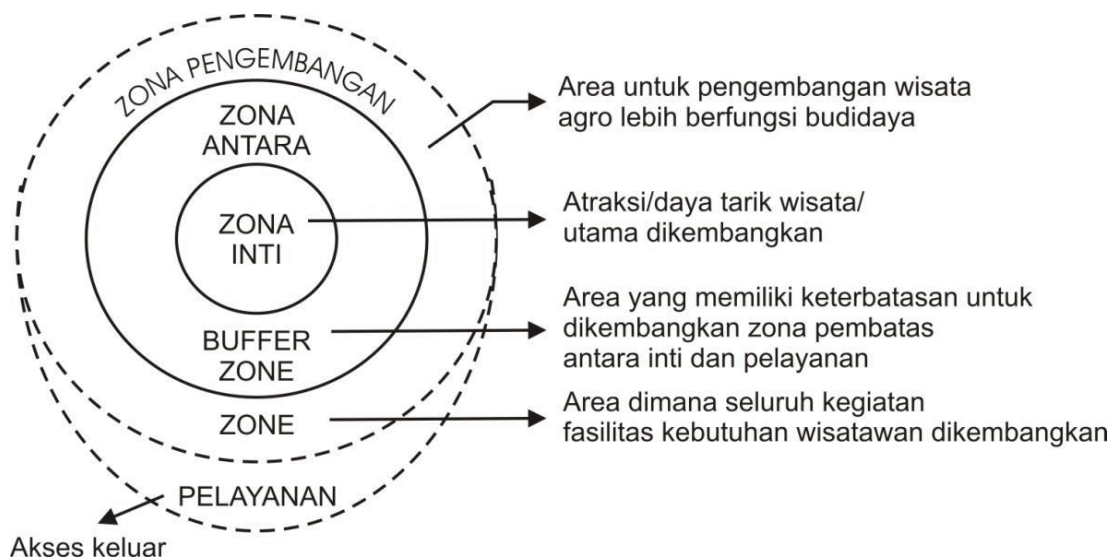 ZONA PENGEMBANGAN
ZONA
ANTARA
ZONA
INTI
BUFFER
ZONE
ZONE
PELAYANAN
Akses keluar
Area untuk pengembangan wisata
agro lebih berfungsi budidaya
Atraksi/daya tarik wisata/
utama dikembangkan
Area yang memiliki keterbatasan untuk
dikembangkan zona pembatas
antara inti dan pelayanan
Area dimana seluruh kegiatan
fasilitas kebutuhan wisatawan dikembangkan